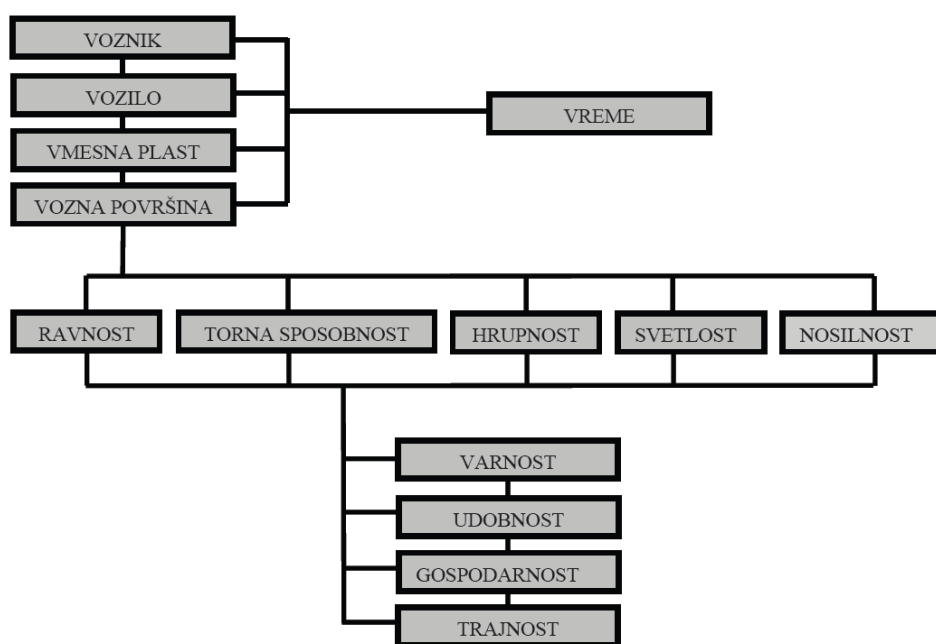 VOZNIK
VOZILO
VREME
VMESNA PLAST
VOZNA POVRŠINA
RAVNOST
TORNA SPOSOBNOST
HRUPNOST
SVETLOST
NOSILNOST
VARNOST
UDOBNOST
GOSPODARNOST
TRAJNOST